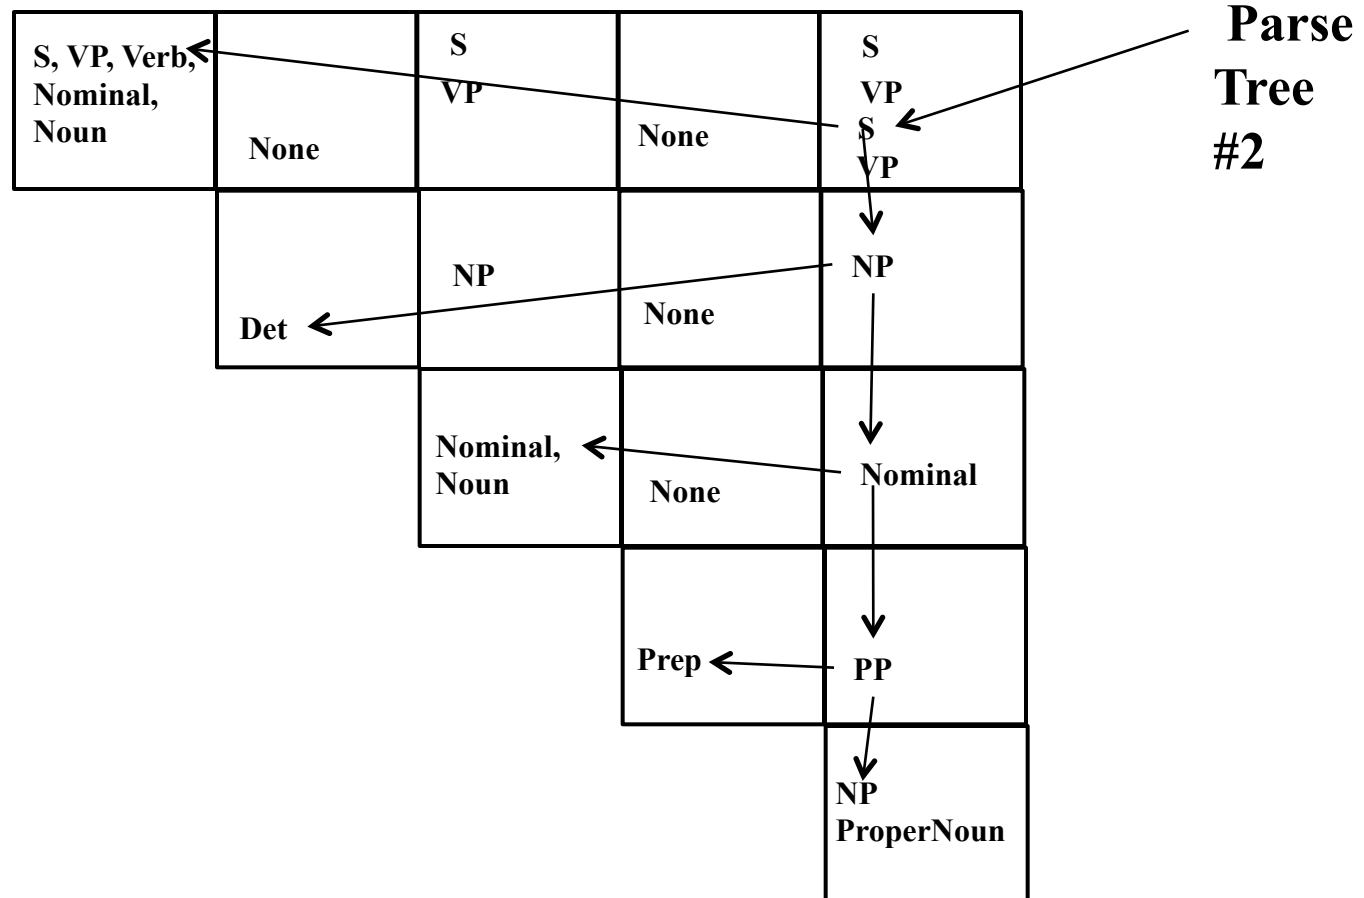 S, VP, Verb,
Nominal,
Noun
None
S
VP
None
S
VP
S
VP
Parse
Tree
#2
Det
NP
None
NP
Nominal,
Noun
None
Nominal
Prep
PP
NP
ProperNoun